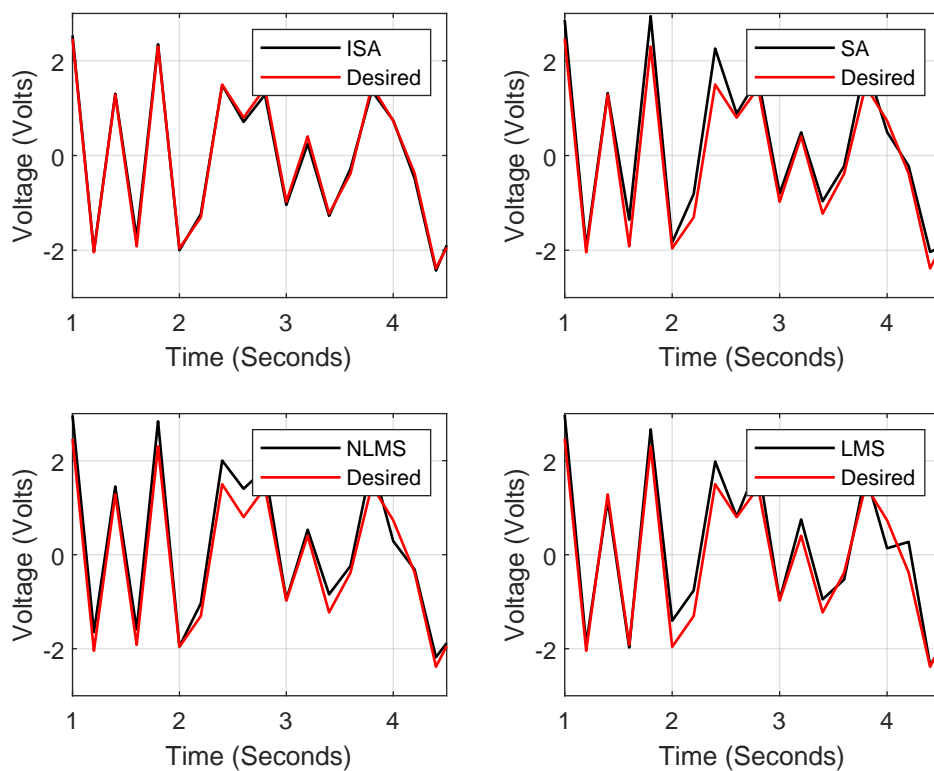 ISA
Desired
Voltage (Volts)
2
0
-2
1
2
3
4
Time (Seconds)
SA
Desired
Voltage (Volts)
2
0
-2
1
2
3
4
Time (Seconds)
NLMS
Desired
Voltage (Volts)
2
0
-2
1
2
3
4
Time (Seconds)
LMS
Desired
Voltage (Volts)
2
0
-2
1
2
3
4
Time (Seconds)